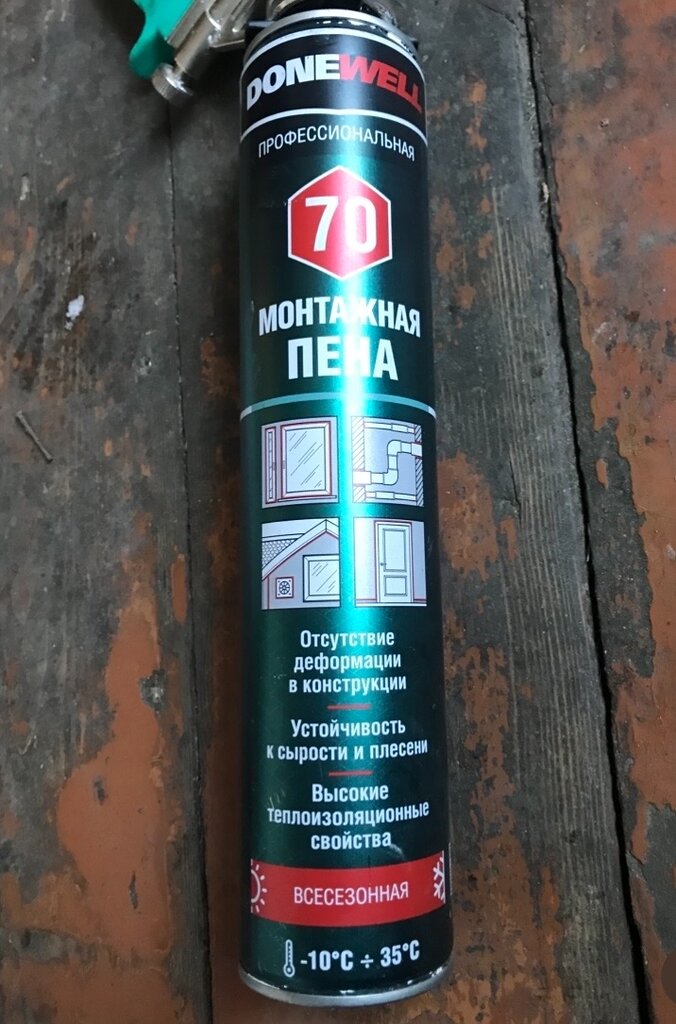 DONEWELL
ПРОФЕССИОНАЛЬНАЯ
70
МОНТАЖНАЯ
ПЕНА
Отсутствие
деформации
в конструкции
Устойчивость
к сырости и плесени
Высокие
теплоизоляционные
свойства
ВСЕСЕЗОННАЯ
-10°C ÷ 35°C